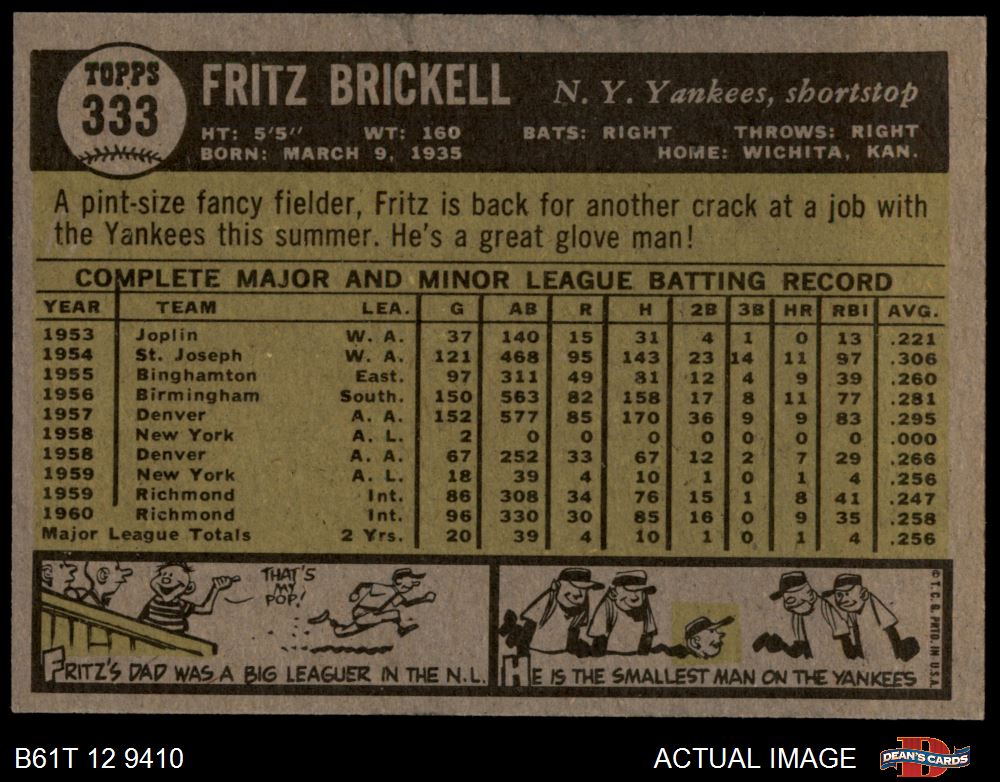 TOPPS
333
FRITZ BRICKELL
N. Y. Yankees, shortstop
HT: 5'5" WT: 160 BATS: RIGHT THROWS: RIGHT
BORN: MARCH 9, 1935 HOME: WICHITA, KAN.
A pint-size fancy fielder, Fritz is back for another crack at a job with
the Yankees this summer. He's a great glove man!
COMPLETE MAJOR AND MINOR LEAGUE BATTING RECORD
YEAR TEAM LEA. G AB R H 2B 3B HR RBI AVG.
1953 Joplin W. A. 37 140 15 31 4 1 0 13 .221
1954 St. Joseph W. A. 121 468 95 143 23 14 11 97 .306
1955 Binghamton East. 97 311 49 81 12 4 9 39 .260
1956 Birmingham South. 150 563 82 158 17 8 11 77 .281
1957 Denver A. A. 152 577 85 170 36 9 9 83 .295
1958 New York A. L. 2 0 0 0 0 0 0 0 .000
1958 Denver A. A. 67 252 33 67 12 2 7 29 .266
1959 New York A. L. 18 39 4 10 1 0 1 4 .256
1959 Richmond Int. 86 308 34 76 15 1 8 41 .247
1960 Richmond Int. 96 330 30 85 16 0 9 35 .258
Major League Totals 2 Yrs. 20 39 4 10 1 0 1 4 .256
THAT'S
MY
POP!
FRITZ'S DAD WAS A BIG LEAGUER IN THE N.L.
HE IS THE SMALLEST MAN ON THE YANKEES
© T. C. G. PRTD. IN U.S.A.
B61T 12 9410
ACTUAL IMAGE
DEAN'S CARDS